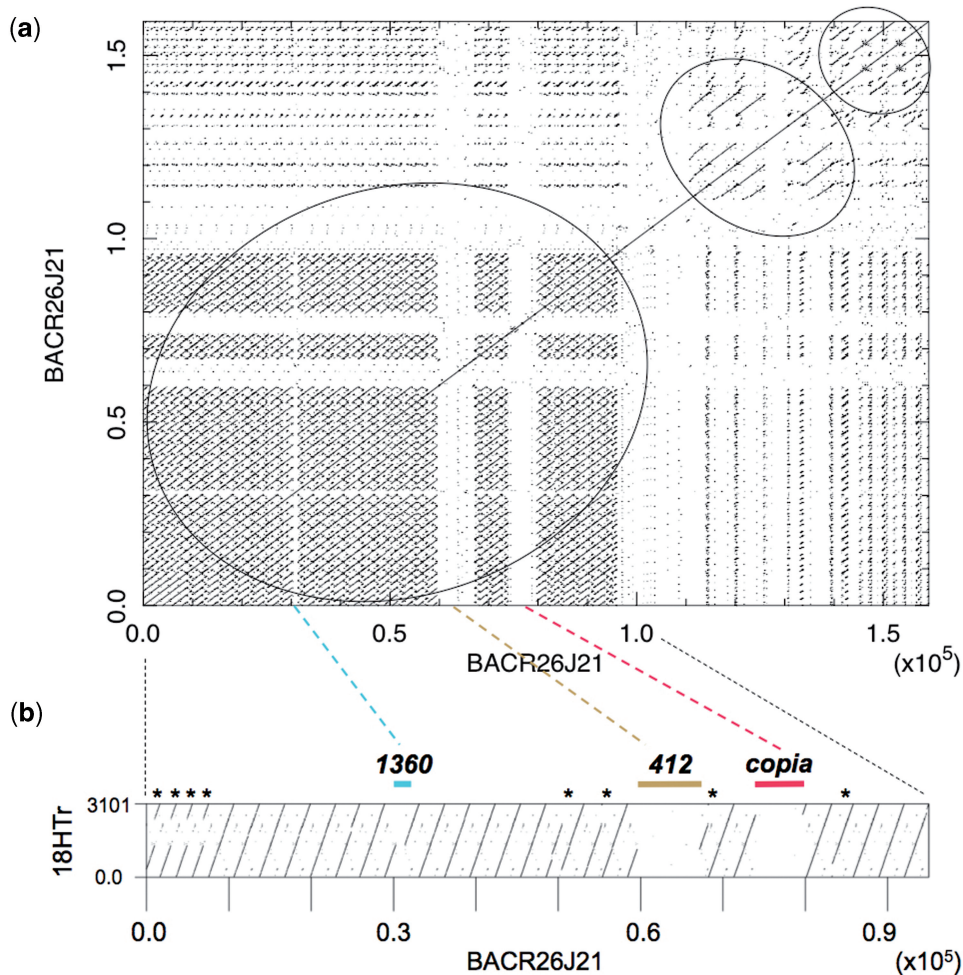 (a)
1.5
1.0
0.5
0.0
BACR26J21
0.0 0.5 1.0 1.5
BACR26J21 (x10⁵)
(b)
1360 412 copia
* * * * * * * *
3101
0.0
18HTr
0.0 0.3 0.6 0.9
BACR26J21 (x10⁵)